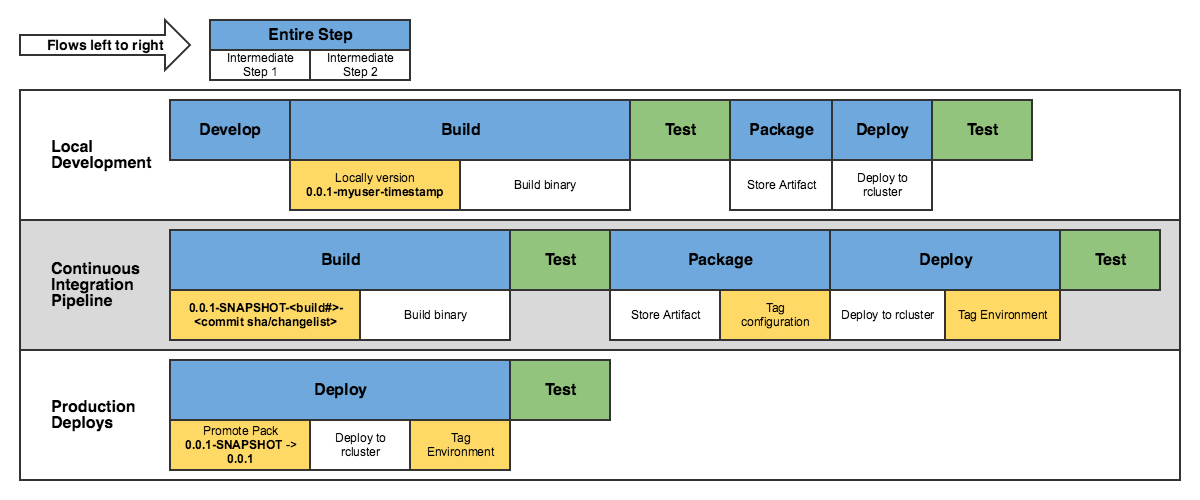 Flows left to right
Entire Step
Intermediate
Step 1
Intermediate
Step 2
Local
Development
Develop
Build
Test
Package
Deploy
Test
Locally version
0.0.1-myuser-timestamp
Build binary
Store Artifact
Deploy to
rcluster
Continuous
Integration
Pipeline
Build
Test
Package
Deploy
Test
0.0.1-SNAPSHOT-<build#>-
<commit sha/changelist>
Build binary
Store Artifact
Tag
configuration
Deploy to rcluster
Tag Environment
Production
Deploys
Deploy
Test
Promote Pack
0.0.1-SNAPSHOT ->
0.0.1
Deploy to
rcluster
Tag
Environment